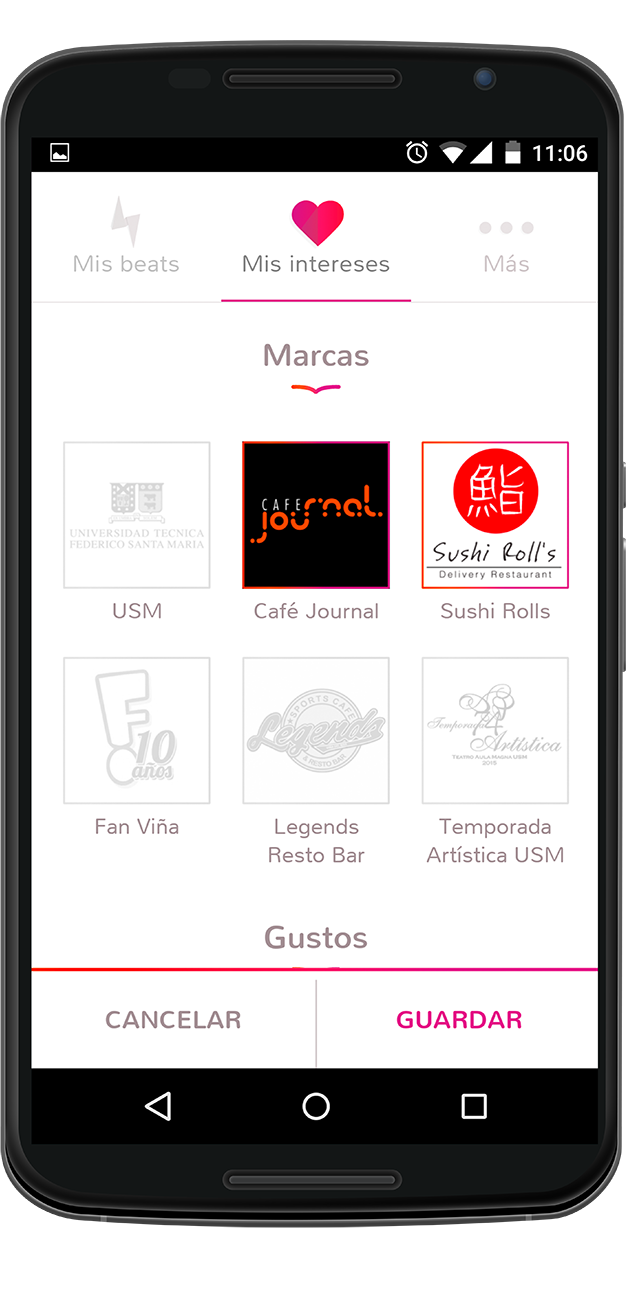 11:06
Mis beats
Mis intereses
Más
Marcas
UNIVERSIDAD TECNICA
FEDERICO SANTA MARIA
CAFE
journal.
鮨
Sushi Roll's
Delivery Restaurant
USM
Café Journal
Sushi Rolls
F
10
años
SPORTS CAFE
Legends
& RESTO BAR
Temporada
74
Artística
TEATRO AULA MAGNA USM
2015
Fan Viña
Legends
Resto Bar
Temporada
Artística USM
Gustos
CANCELAR
GUARDAR